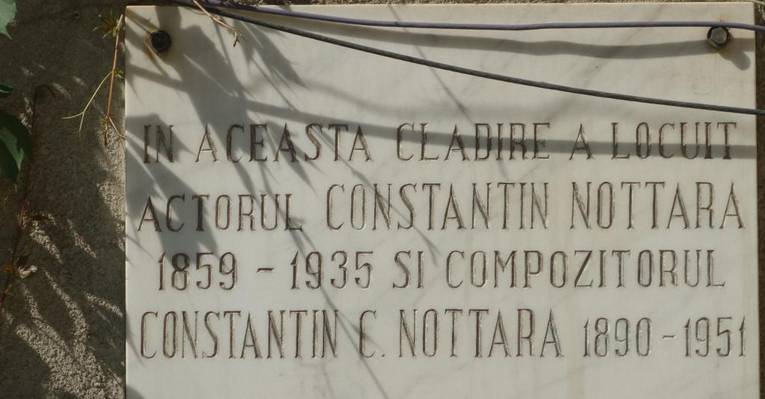 IN ACEASTA CLADIRE A LOCUIT
ACTORUL CONSTANTIN NOTTARA
1859 - 1935 SI COMPOZITORUL
CONSTANTIN C. NOTTARA 1890 - 1951